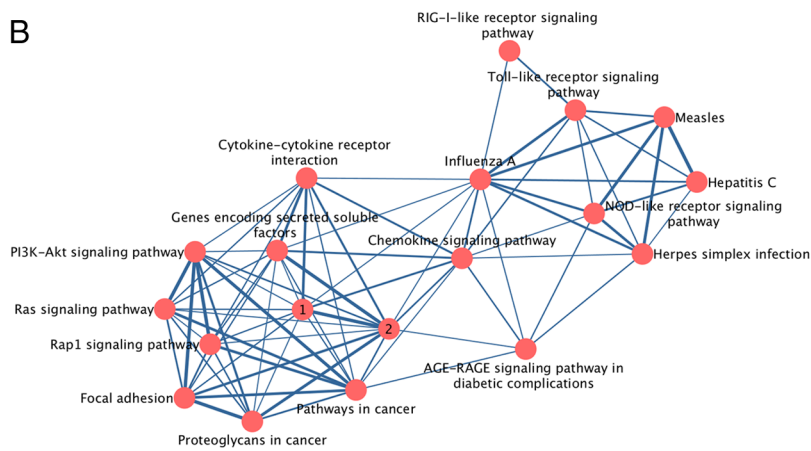 B
RIG-I-like receptor signaling
pathway
Toll-like receptor signaling
pathway
Measles
Cytokine-cytokine receptor
interaction
Influenza A
Hepatitis C
NOD-like receptor signaling
pathway
Genes encoding secreted soluble
factors
Chemokine signaling pathway
PI3K-Akt signaling pathway
Herpes simplex infection
Ras signaling pathway
1
2
Rap1 signaling pathway
AGE-RAGE signaling pathway in
diabetic complications
Focal adhesion
Pathways in cancer
Proteoglycans in cancer